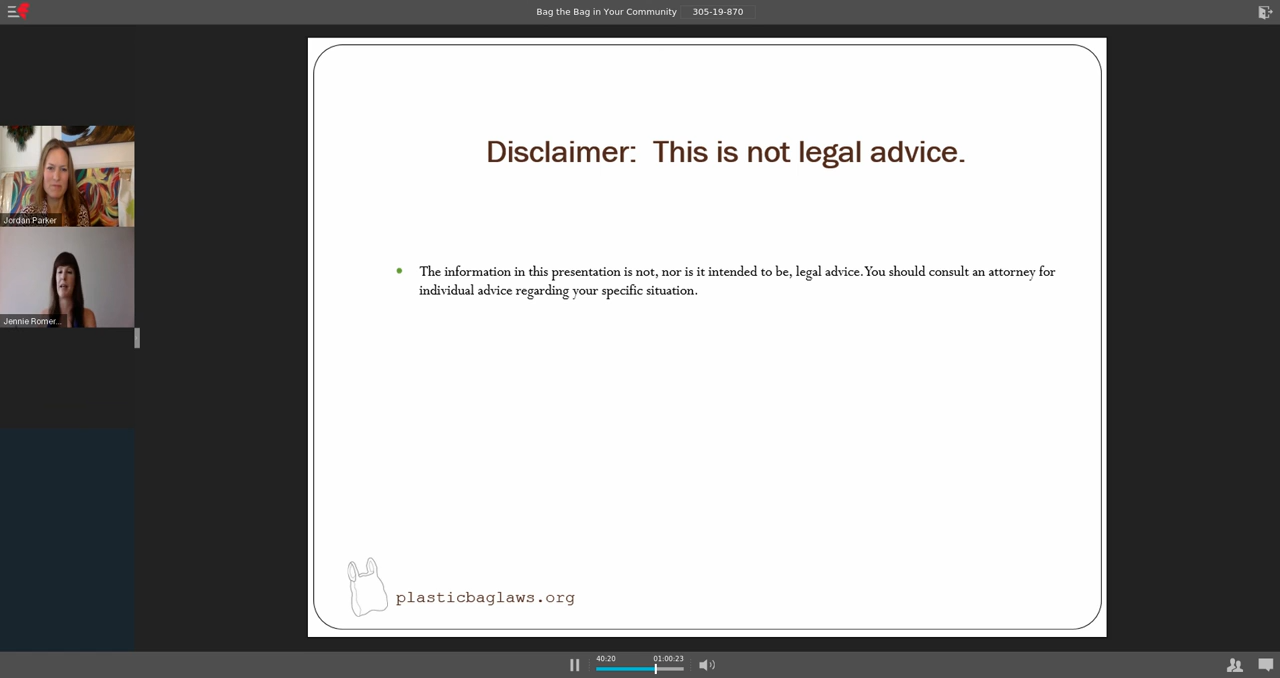 Bag the Bag in Your Community 305-19-870
Jordan Parker
Jennie Romer...
Disclaimer: This is not legal advice.
• The information in this presentation is not, nor is it intended to be, legal advice. You should consult an attorney for
individual advice regarding your specific situation.
plasticbaglaws.org
40:20 01:00:23